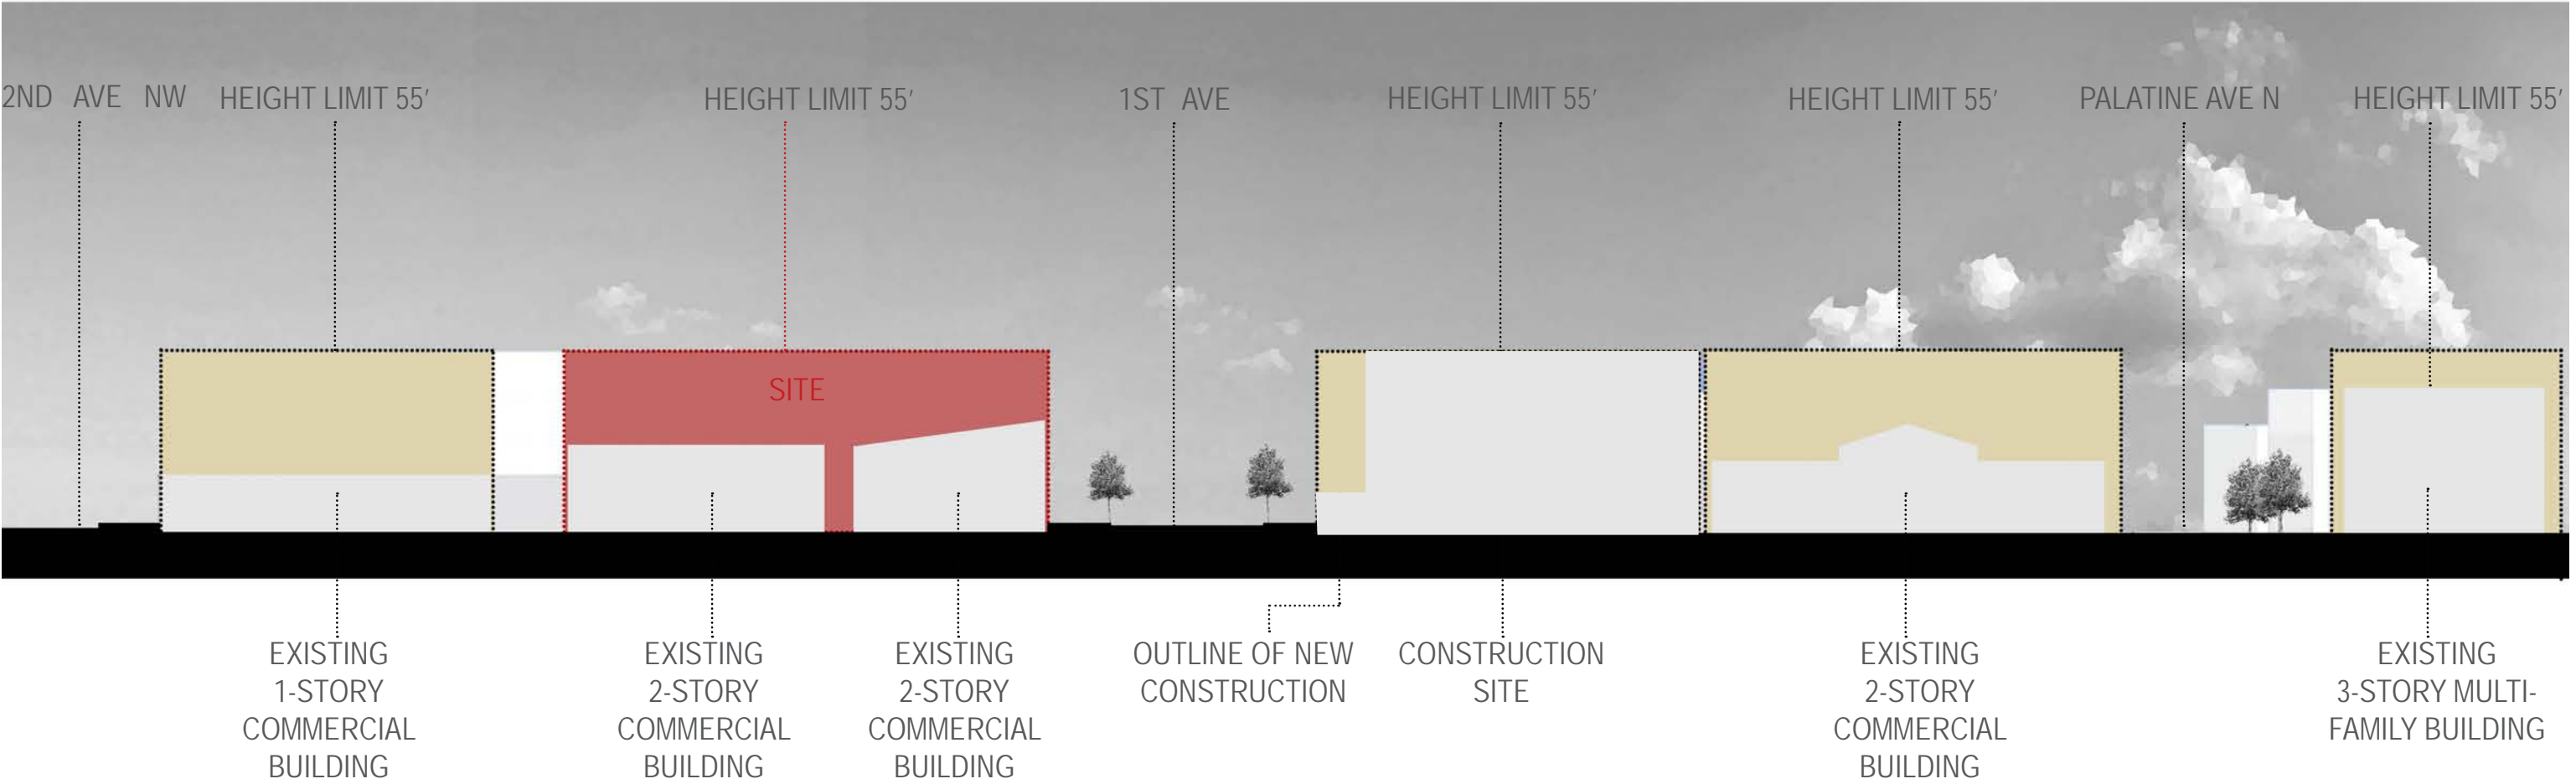 2ND AVE NW
HEIGHT LIMIT 55'
HEIGHT LIMIT 55'
1ST AVE
HEIGHT LIMIT 55'
HEIGHT LIMIT 55'
PALATINE AVE N
HEIGHT LIMIT 55'
SITE
EXISTING
1-STORY
COMMERCIAL
BUILDING
EXISTING
2-STORY
COMMERCIAL
BUILDING
EXISTING
2-STORY
COMMERCIAL
BUILDING
OUTLINE OF NEW
CONSTRUCTION
CONSTRUCTION
SITE
EXISTING
2-STORY
COMMERCIAL
BUILDING
EXISTING
3-STORY MULTI-
FAMILY BUILDING